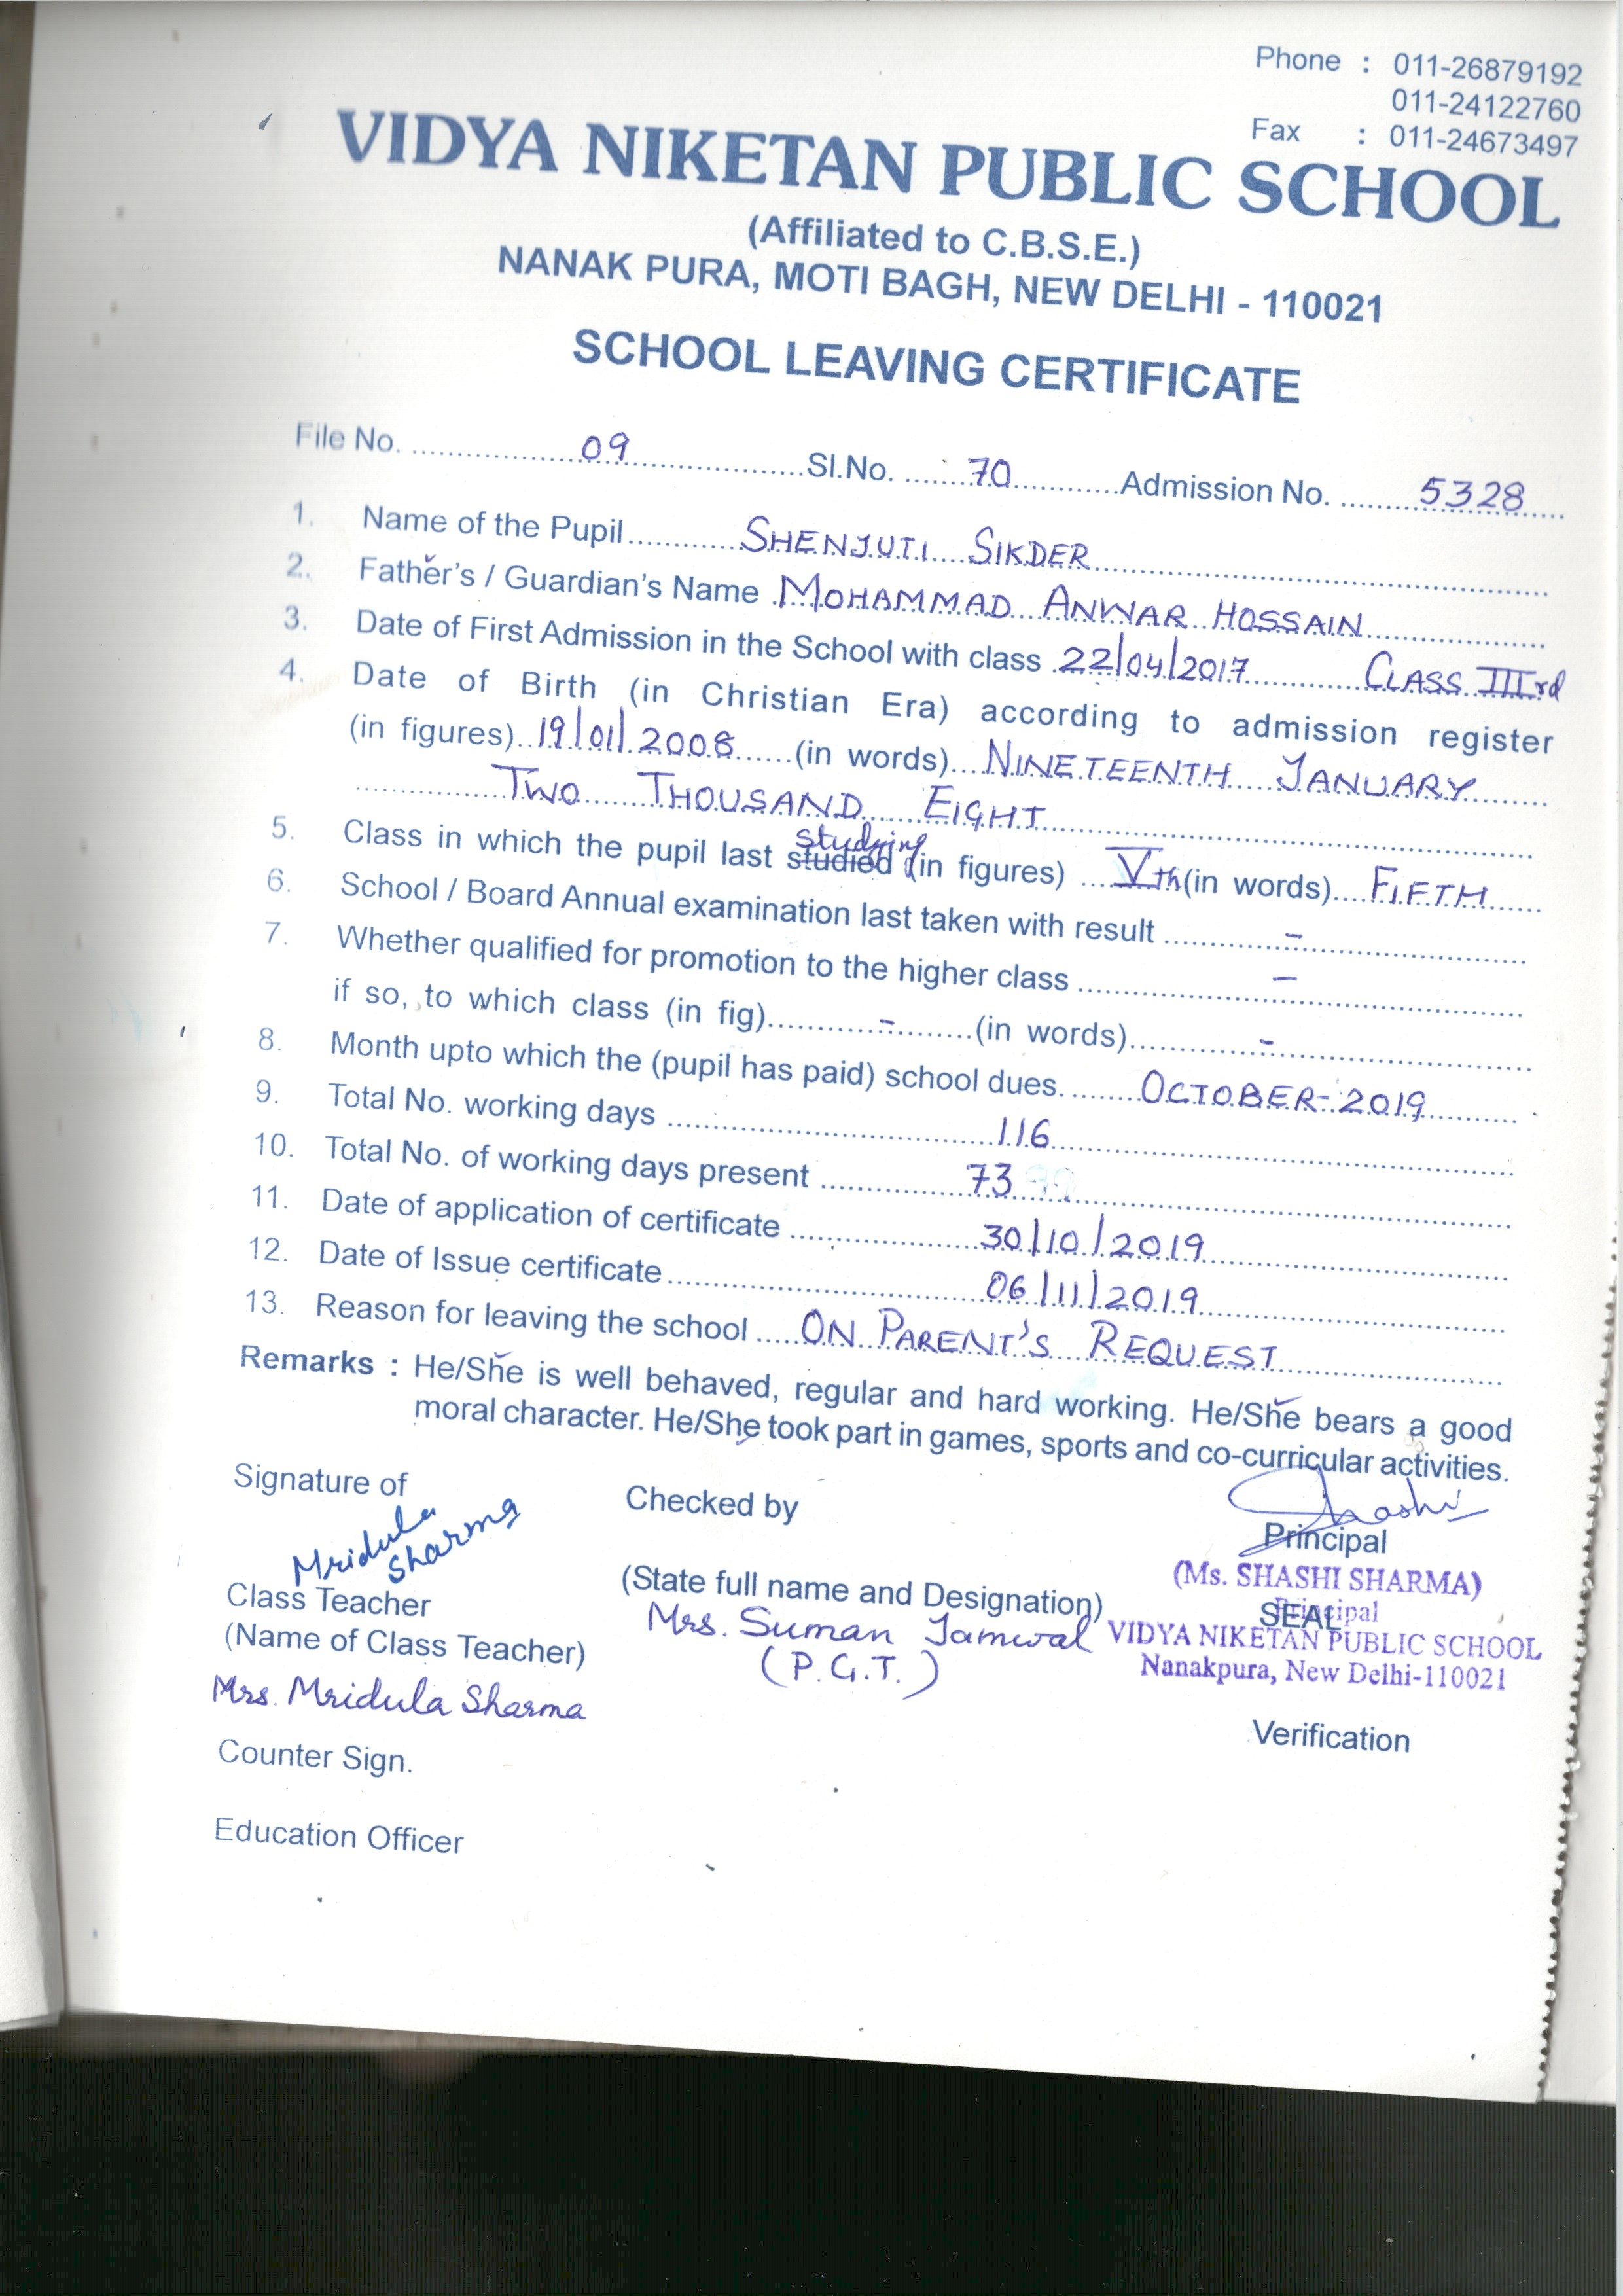 Phone : 011-26879192
011-24122760
Fax : 011-24673497
VIDYA NIKETAN PUBLIC SCHOOL
(Affiliated to C.B.S.E.)
NANAK PURA, MOTI BAGH, NEW DELHI - 110021
SCHOOL LEAVING CERTIFICATE
File No. 09 Sl.No. 70 Admission No. 5328
1. Name of the Pupil SHENJUTI SIKDER
2. Father's / Guardian's Name MOHAMMAD ANWAR HOSSAIN
3. Date of First Admission in the School with class 22/04/2017 CLASS IIIrd
4. Date of Birth (in Christian Era) according to admission register
(in figures) 19/01/2008 (in words) NINETEENTH JANUARY
TWO THOUSAND EIGHT
studying
5. Class in which the pupil last studied (in figures) Vth (in words) FIFTH
6. School / Board Annual examination last taken with result -
7. Whether qualified for promotion to the higher class -
if so, to which class (in fig) - (in words) -
8. Month upto which the (pupil has paid) school dues. OCTOBER-2019
9. Total No. working days 116
10. Total No. of working days present 73
11. Date of application of certificate 30/10/2019
12. Date of Issue certificate 06/11/2019
13. Reason for leaving the school ON PARENT'S REQUEST
Remarks : He/She is well behaved, regular and hard working. He/She bears a good
moral character. He/She took part in games, sports and co-curricular activities.
Signature of Checked by Shashi
Mridula Sharma Principal
(Ms. SHASHI SHARMA)
Class Teacher (State full name and Designation) Principal
SEAL
(Name of Class Teacher) Mrs. Suman Jamwal VIDYA NIKETAN PUBLIC SCHOOL
Mrs. Mridula Sharma (P.G.T.) Nanakpura, New Delhi-110021
Counter Sign. Verification
Education Officer